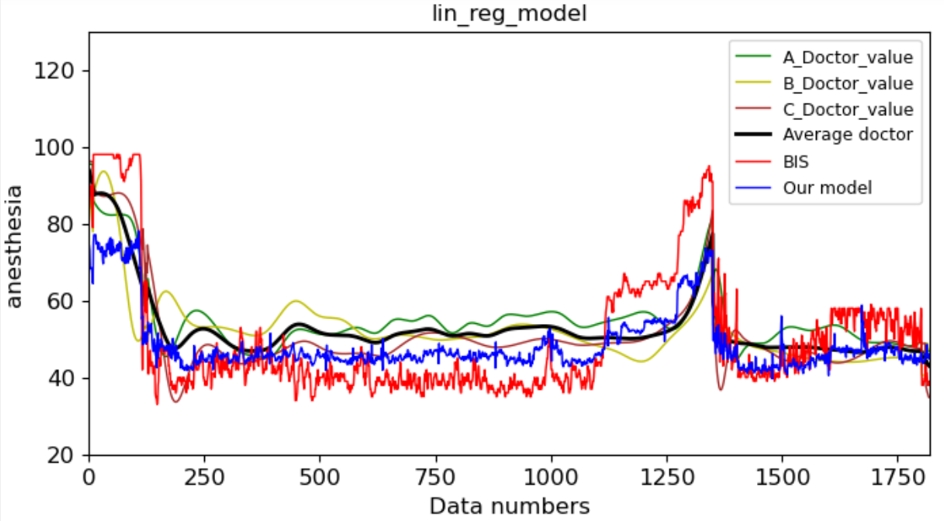 lin_reg_model
120
100
80
60
40
20
anesthesia
A_Doctor_value
B_Doctor_value
C_Doctor_value
Average doctor
BIS
Our model
0 250 500 750 1000 1250 1500 1750
Data numbers